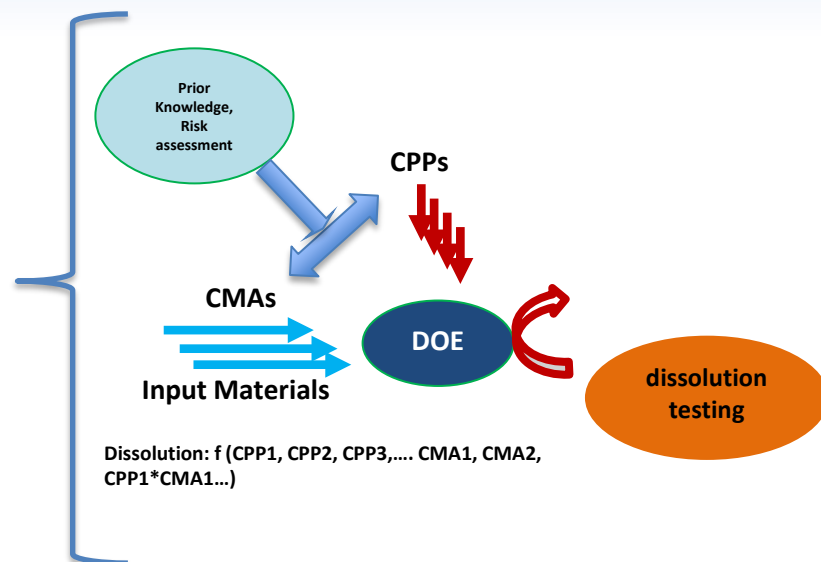 Prior
Knowledge,
Risk
assessment
CPPs
CMAs
Input Materials
DOE
dissolution
testing
Dissolution: f (CPP1, CPP2, CPP3,.... CMA1, CMA2,
CPP1*CMA1...)